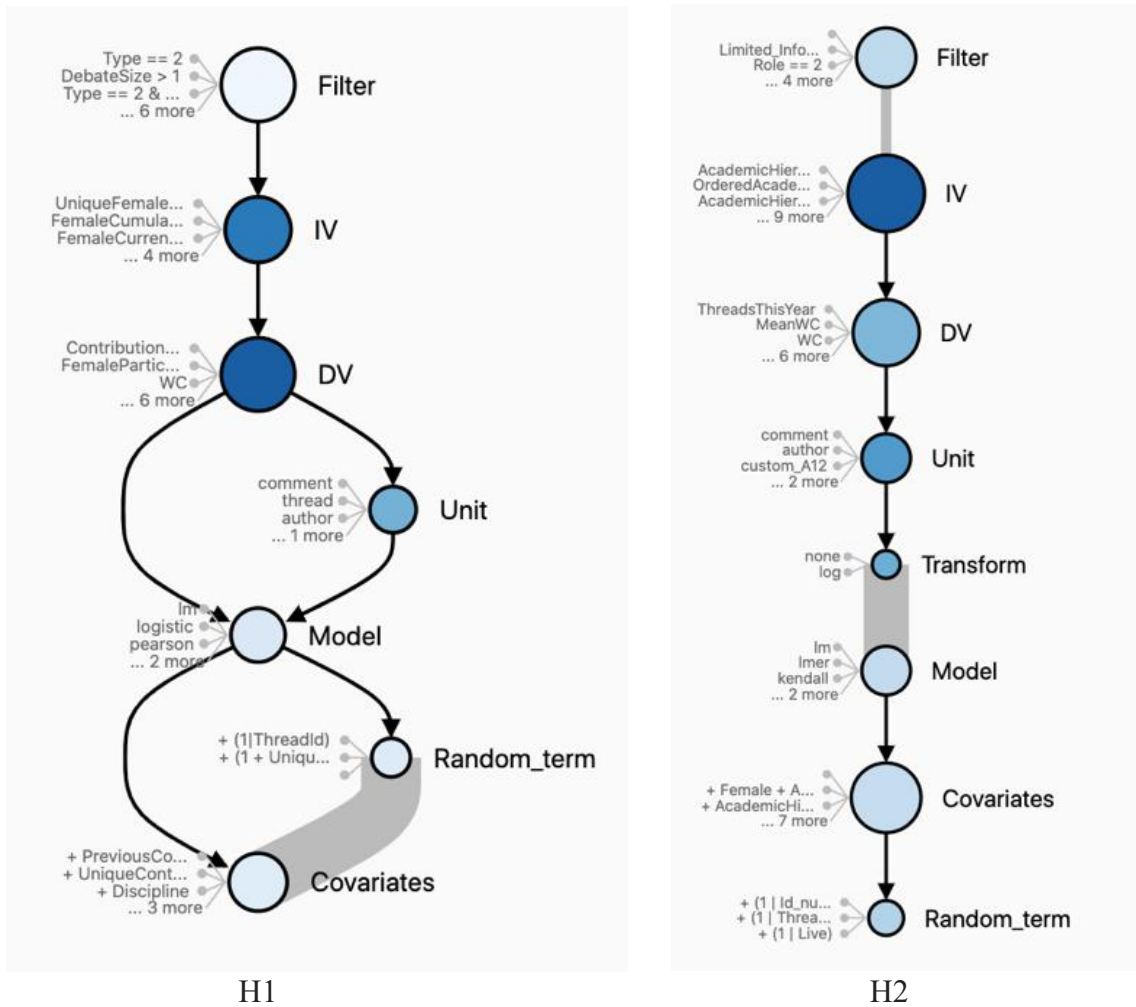 Type == 2
DebateSize > 1
Type == 2 & ...
... 6 more
Filter
UniqueFemale...
FemaleCumula...
FemaleCurren...
... 4 more
IV
Contribution...
FemalePartic...
WC
... 6 more
DV
comment
thread
author
... 1 more
Unit
lm
logistic
pearson
... 2 more
Model
+ (1|ThreadId)
+ (1 + Uniqu...
Random_term
+ PreviousCo...
+ UniqueCont...
+ Discipline
... 3 more
Covariates
H1
Limited_Info...
Role == 2
... 4 more
Filter
AcademicHier...
OrderedAcade...
AcademicHier...
... 9 more
IV
ThreadsThisYear
MeanWC
WC
... 6 more
DV
comment
author
custom_A12
... 2 more
Unit
none
log
Transform
lm
lmer
kendall
... 2 more
Model
+ Female + A...
+ AcademicHi...
... 7 more
Covariates
+ (1 | Id_nu...
+ (1 | Threa...
+ (1 | Live)
Random_term
H2